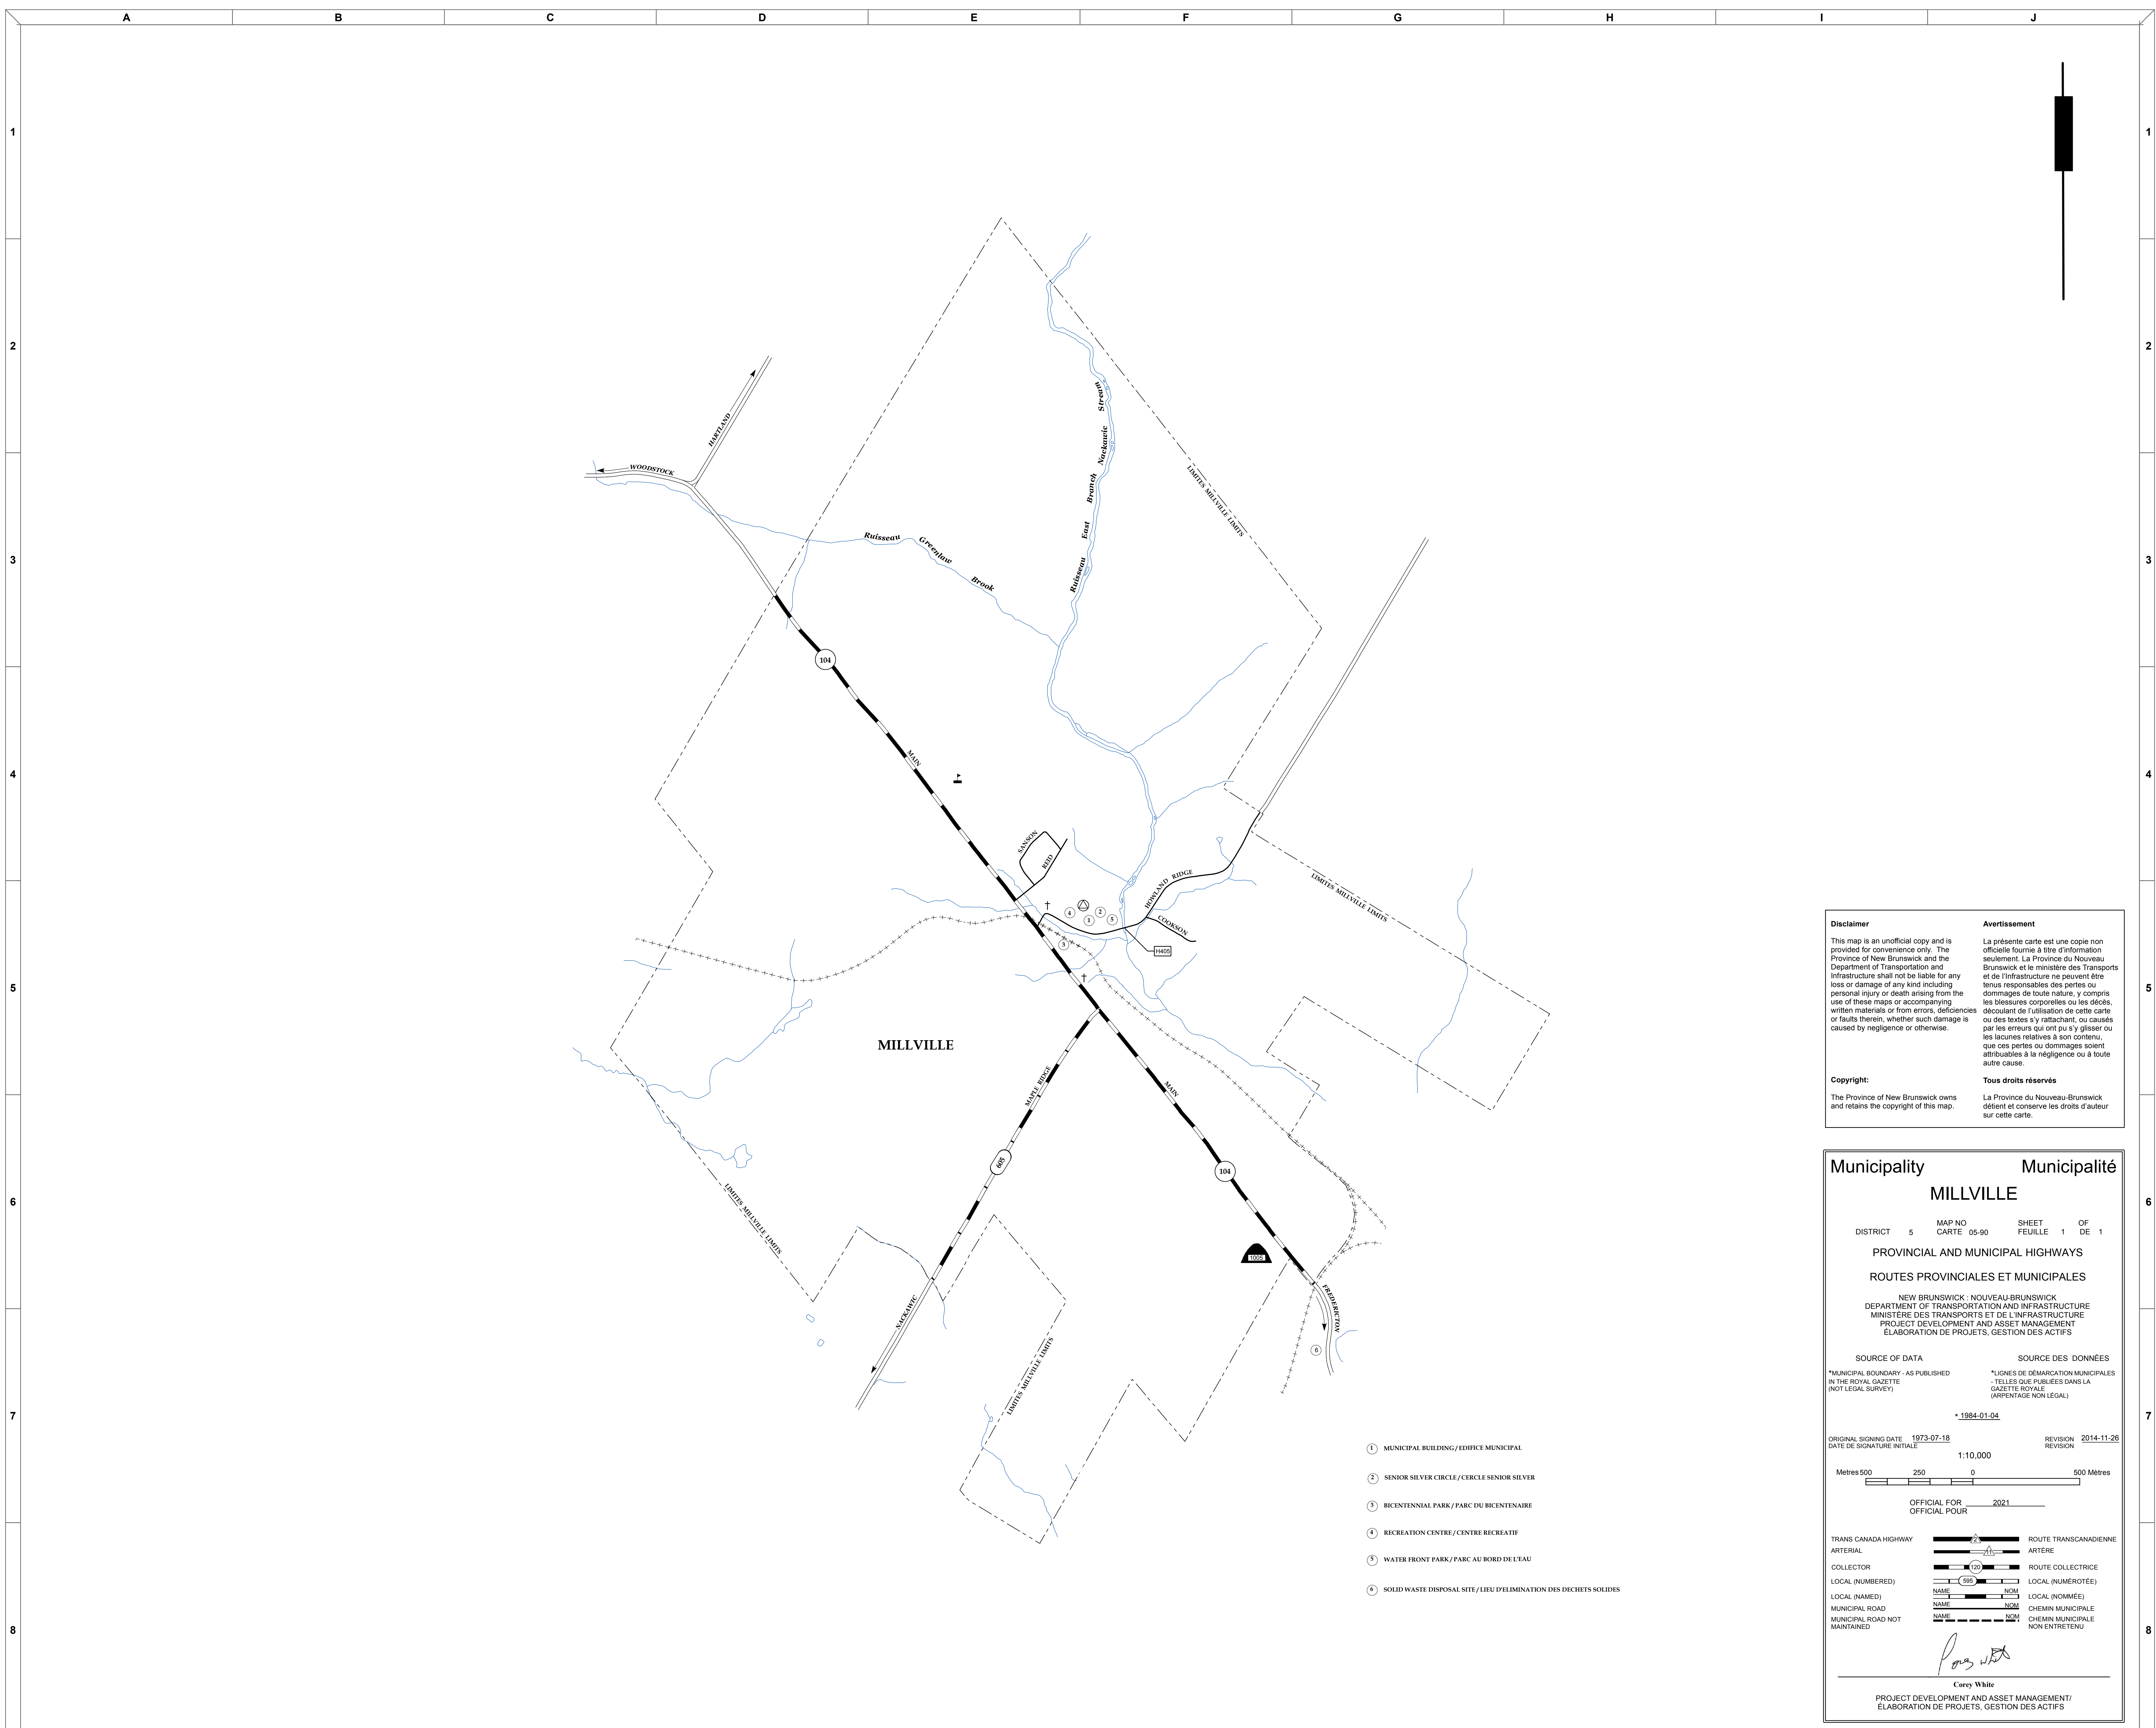 A B C D E F G H I J
1 1
2 2
3 3
4 4
5 5
6 6
7 7
8 8
HARTLAND
WOODSTOCK
Ruisseau Greenlaw Brook
Ruisseau East Branch Nackawic Stream
LIMITES MILLVILLE LIMITS
104
MAIN
SANSON
REID
HOWLAND RIDGE
COOKSON
H405
4
1
2
5
3
LIMITES MILLVILLE LIMITS
MILLVILLE
MAPLE RIDGE
MAIN
605
104
LIMITES MILLVILLE LIMITS
NACKAWIC
1005
FREDERICTON
6
LIMITES MILLVILLE LIMITS
1 MUNICIPAL BUILDING / EDIFICE MUNICIPAL
2 SENIOR SILVER CIRCLE / CERCLE SENIOR SILVER
3 BICENTENNIAL PARK / PARC DU BICENTENAIRE
4 RECREATION CENTRE / CENTRE RECREATIF
5 WATER FRONT PARK / PARC AU BORD DE L'EAU
6 SOLID WASTE DISPOSAL SITE / LIEU D'ELIMINATION DES DECHETS SOLIDES
Disclaimer
This map is an unofficial copy and is
provided for convenience only. The
Province of New Brunswick and the
Department of Transportation and
Infrastructure shall not be liable for any
loss or damage of any kind including
personal injury or death arising from the
use of these maps or accompanying
written materials or from errors, deficiencies
or faults therein, whether such damage is
caused by negligence or otherwise.
Copyright:
The Province of New Brunswick owns
and retains the copyright of this map.
Avertissement
La présente carte est une copie non
officielle fournie à titre d'information
seulement. La Province du Nouveau
Brunswick et le ministère des Transports
et de l'Infrastructure ne peuvent être
tenus responsables des pertes ou
dommages de toute nature, y compris
les blessures corporelles ou les décès,
découlant de l'utilisation de cette carte
ou des textes s'y rattachant, ou causés
par les erreurs qui ont pu s'y glisser ou
les lacunes relatives à son contenu,
que ces pertes ou dommages soient
attribuables à la négligence ou à toute
autre cause.
Tous droits réservés
La Province du Nouveau-Brunswick
détient et conserve les droits d'auteur
sur cette carte.
Municipality Municipalité
MILLVILLE
MAP NO SHEET OF
DISTRICT 5 CARTE 05-90 FEUILLE 1 DE 1
PROVINCIAL AND MUNICIPAL HIGHWAYS
ROUTES PROVINCIALES ET MUNICIPALES
NEW BRUNSWICK : NOUVEAU-BRUNSWICK
DEPARTMENT OF TRANSPORTATION AND INFRASTRUCTURE
MINISTÈRE DES TRANSPORTS ET DE L'INFRASTRUCTURE
PROJECT DEVELOPMENT AND ASSET MANAGEMENT
ÉLABORATION DE PROJETS, GESTION DES ACTIFS
SOURCE OF DATA SOURCE DES DONNÉES
*MUNICIPAL BOUNDARY - AS PUBLISHED
IN THE ROYAL GAZETTE
(NOT LEGAL SURVEY)
*LIGNES DE DÉMARCATION MUNICIPALES
- TELLES QUE PUBLIÉES DANS LA
GAZETTE ROYALE
(ARPENTAGE NON LÉGAL)
* 1984-01-04
ORIGINAL SIGNING DATE 1973-07-18 REVISION 2014-11-26
DATE DE SIGNATURE INITIALE REVISION
1:10,000
Metres 500 250 0 500 Mètres
OFFICIAL FOR 2021
OFFICIAL POUR
TRANS CANADA HIGHWAY 2 ROUTE TRANSCANADIENNE
ARTERIAL 11 ARTÈRE
COLLECTOR 120 ROUTE COLLECTRICE
LOCAL (NUMBERED) 595 LOCAL (NUMÉROTÉE)
LOCAL (NAMED) NAME NOM LOCAL (NOMMÉE)
MUNICIPAL ROAD NAME NOM CHEMIN MUNICIPALE
MUNICIPAL ROAD NOT NAME NOM CHEMIN MUNICIPALE
MAINTAINED NON ENTRETENU
Corey White
Corey White
PROJECT DEVELOPMENT AND ASSET MANAGEMENT/
ÉLABORATION DE PROJETS, GESTION DES ACTIFS